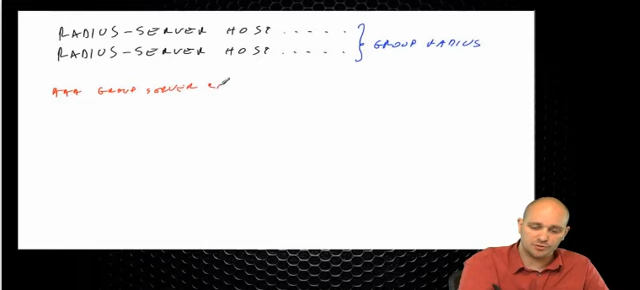 RADIUS-SERVER HOST ..... GROUP RADIUS
RADIUS-SERVER HOST .....
AAA GROUP SERVER R